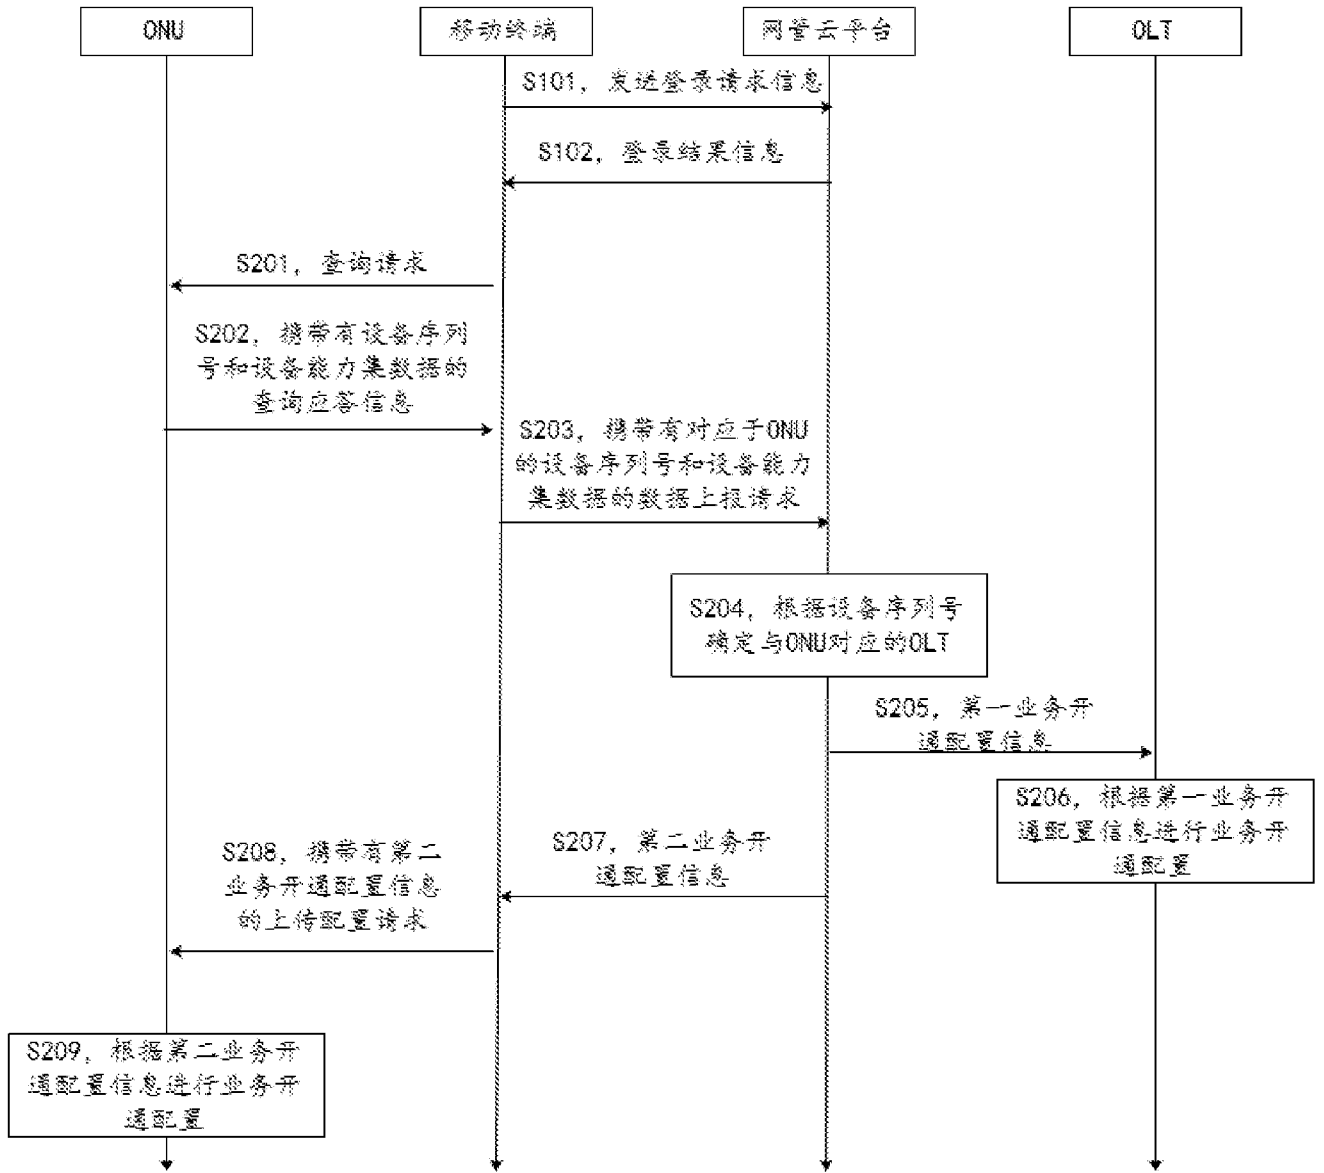 ONU
移动终端
网管云平台
OLT
S101，发送登录请求信息
S102，登录结果信息
S201，查询请求
S202，携带有设备序列
号和设备能力集数据的
查询应答信息
S203，携带有对应于ONU
的设备序列号和设备能力
集数据的数据上报请求
S204，根据设备序列号
确定与ONU对应的OLT
S205，第一业务开
通配置信息
S206，根据第一业务开
通配置信息进行业务开
通配置
S207，第二业务开
通配置信息
S208，携带有第二
业务开通配置信息
的上传配置请求
S209，根据第二业务开
通配置信息进行业务开
通配置